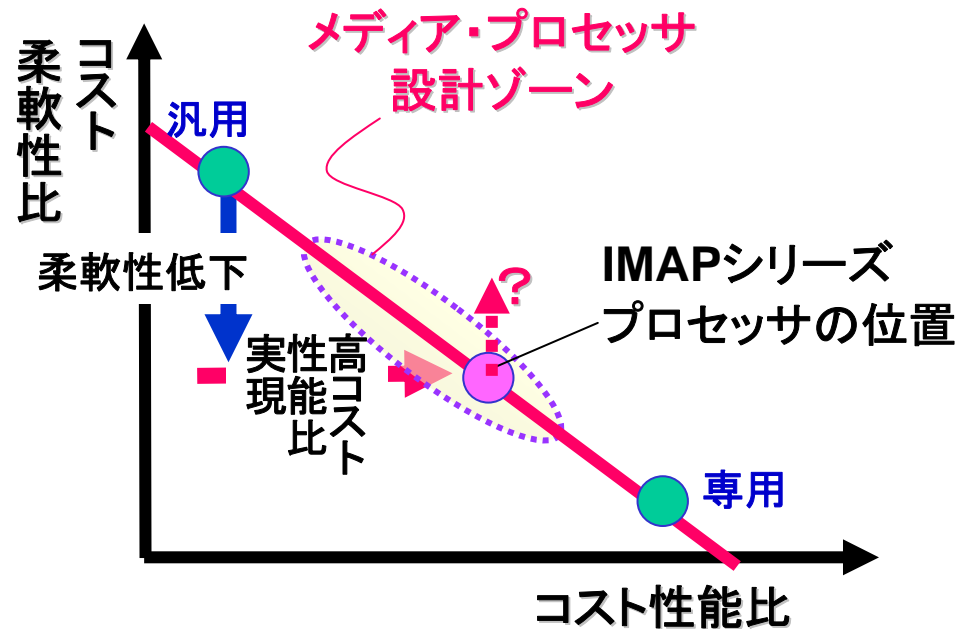 メディア・プロセッサ
設計ゾーン
コスト
柔軟性比
汎用
柔軟性低下
?
IMAPシリーズ
プロセッサの位置
高コスト
性能比
実現
専用
コスト性能比